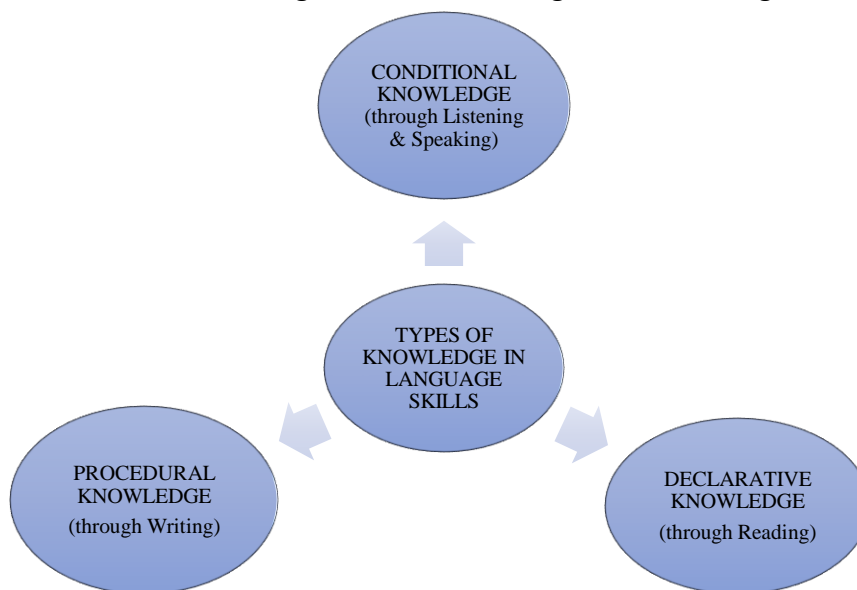 CONDITIONAL
KNOWLEDGE
(through Listening
& Speaking)
TYPES OF
KNOWLEDGE IN
LANGUAGE
SKILLS
PROCEDURAL
KNOWLEDGE
(through Writing)
DECLARATIVE
KNOWLEDGE
(through Reading)